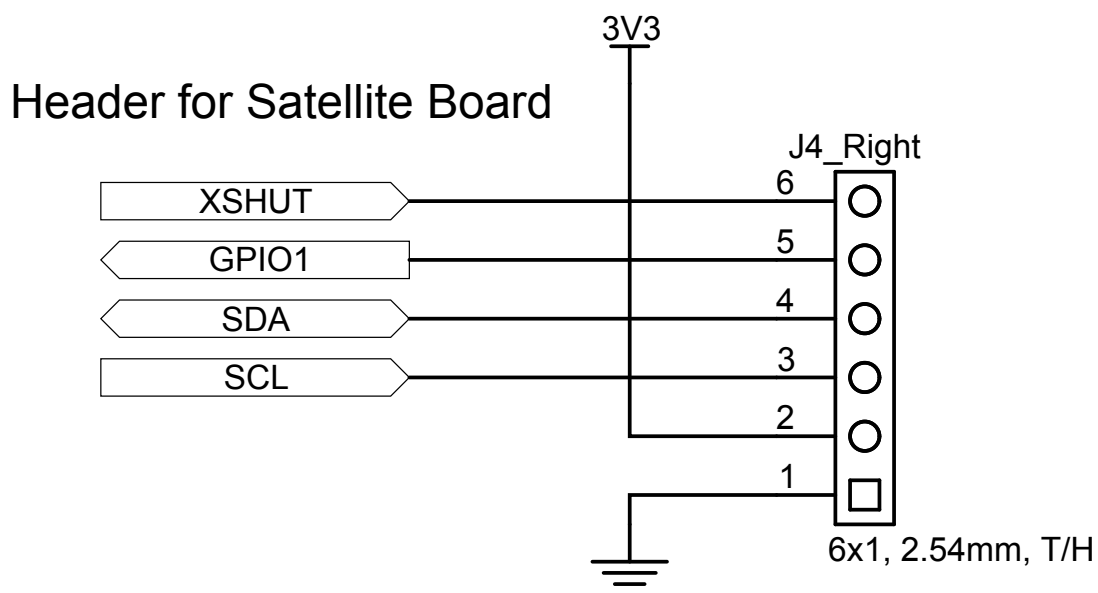 3V3
Header for Satellite Board
J4_Right
XSHUT 6
GPIO1 5
SDA 4
SCL 3
2
1
6x1, 2.54mm, T/H